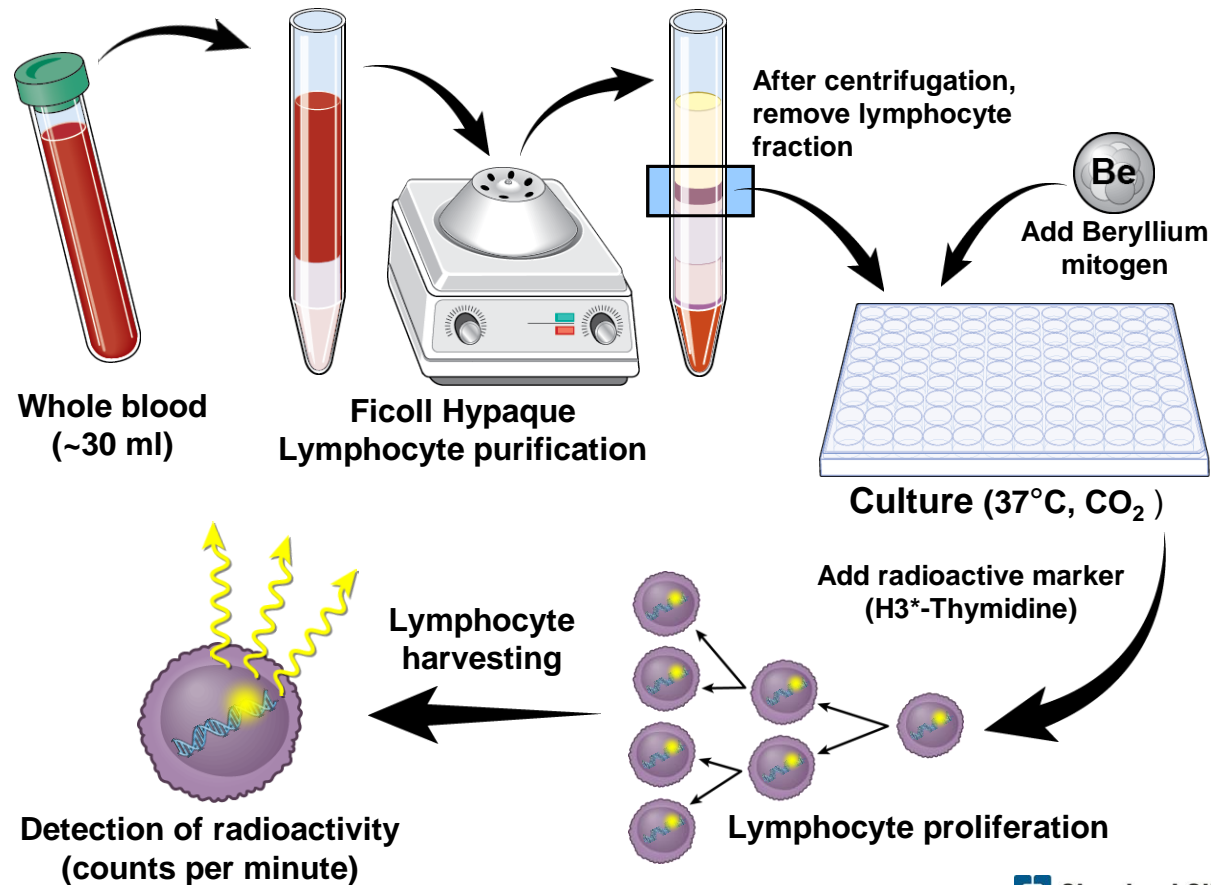 After centrifugation,
remove lymphocyte
fraction
Be
Add Beryllium
mitogen
Whole blood
(~30 ml)
Ficoll Hypaque
Lymphocyte purification
Culture (37°C, CO₂ )
Add radioactive marker
(H3*-Thymidine)
Lymphocyte
harvesting
Lymphocyte proliferation
Detection of radioactivity
(counts per minute)